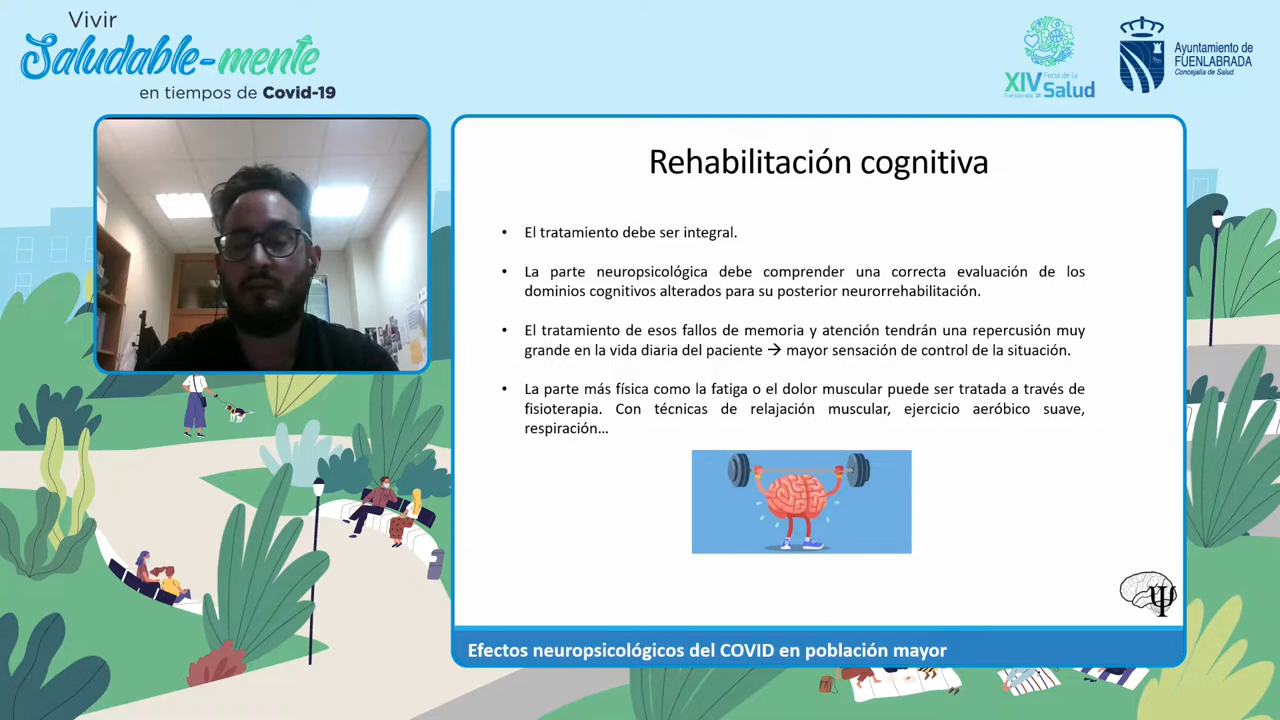 Vivir
Saludable-mente
en tiempos de Covid-19
XIV Feria de la
Fuenlabrada 21 Salud
Ayuntamiento de
FUENLABRADA
Concejalía de Salud
Rehabilitación cognitiva
• El tratamiento debe ser integral.
• La parte neuropsicológica debe comprender una correcta evaluación de los
dominios cognitivos alterados para su posterior neurorrehabilitación.
• El tratamiento de esos fallos de memoria y atención tendrán una repercusión muy
grande en la vida diaria del paciente → mayor sensación de control de la situación.
• La parte más física como la fatiga o el dolor muscular puede ser tratada a través de
fisioterapia. Con técnicas de relajación muscular, ejercicio aeróbico suave,
respiración...
Ψ
Efectos neuropsicológicos del COVID en población mayor